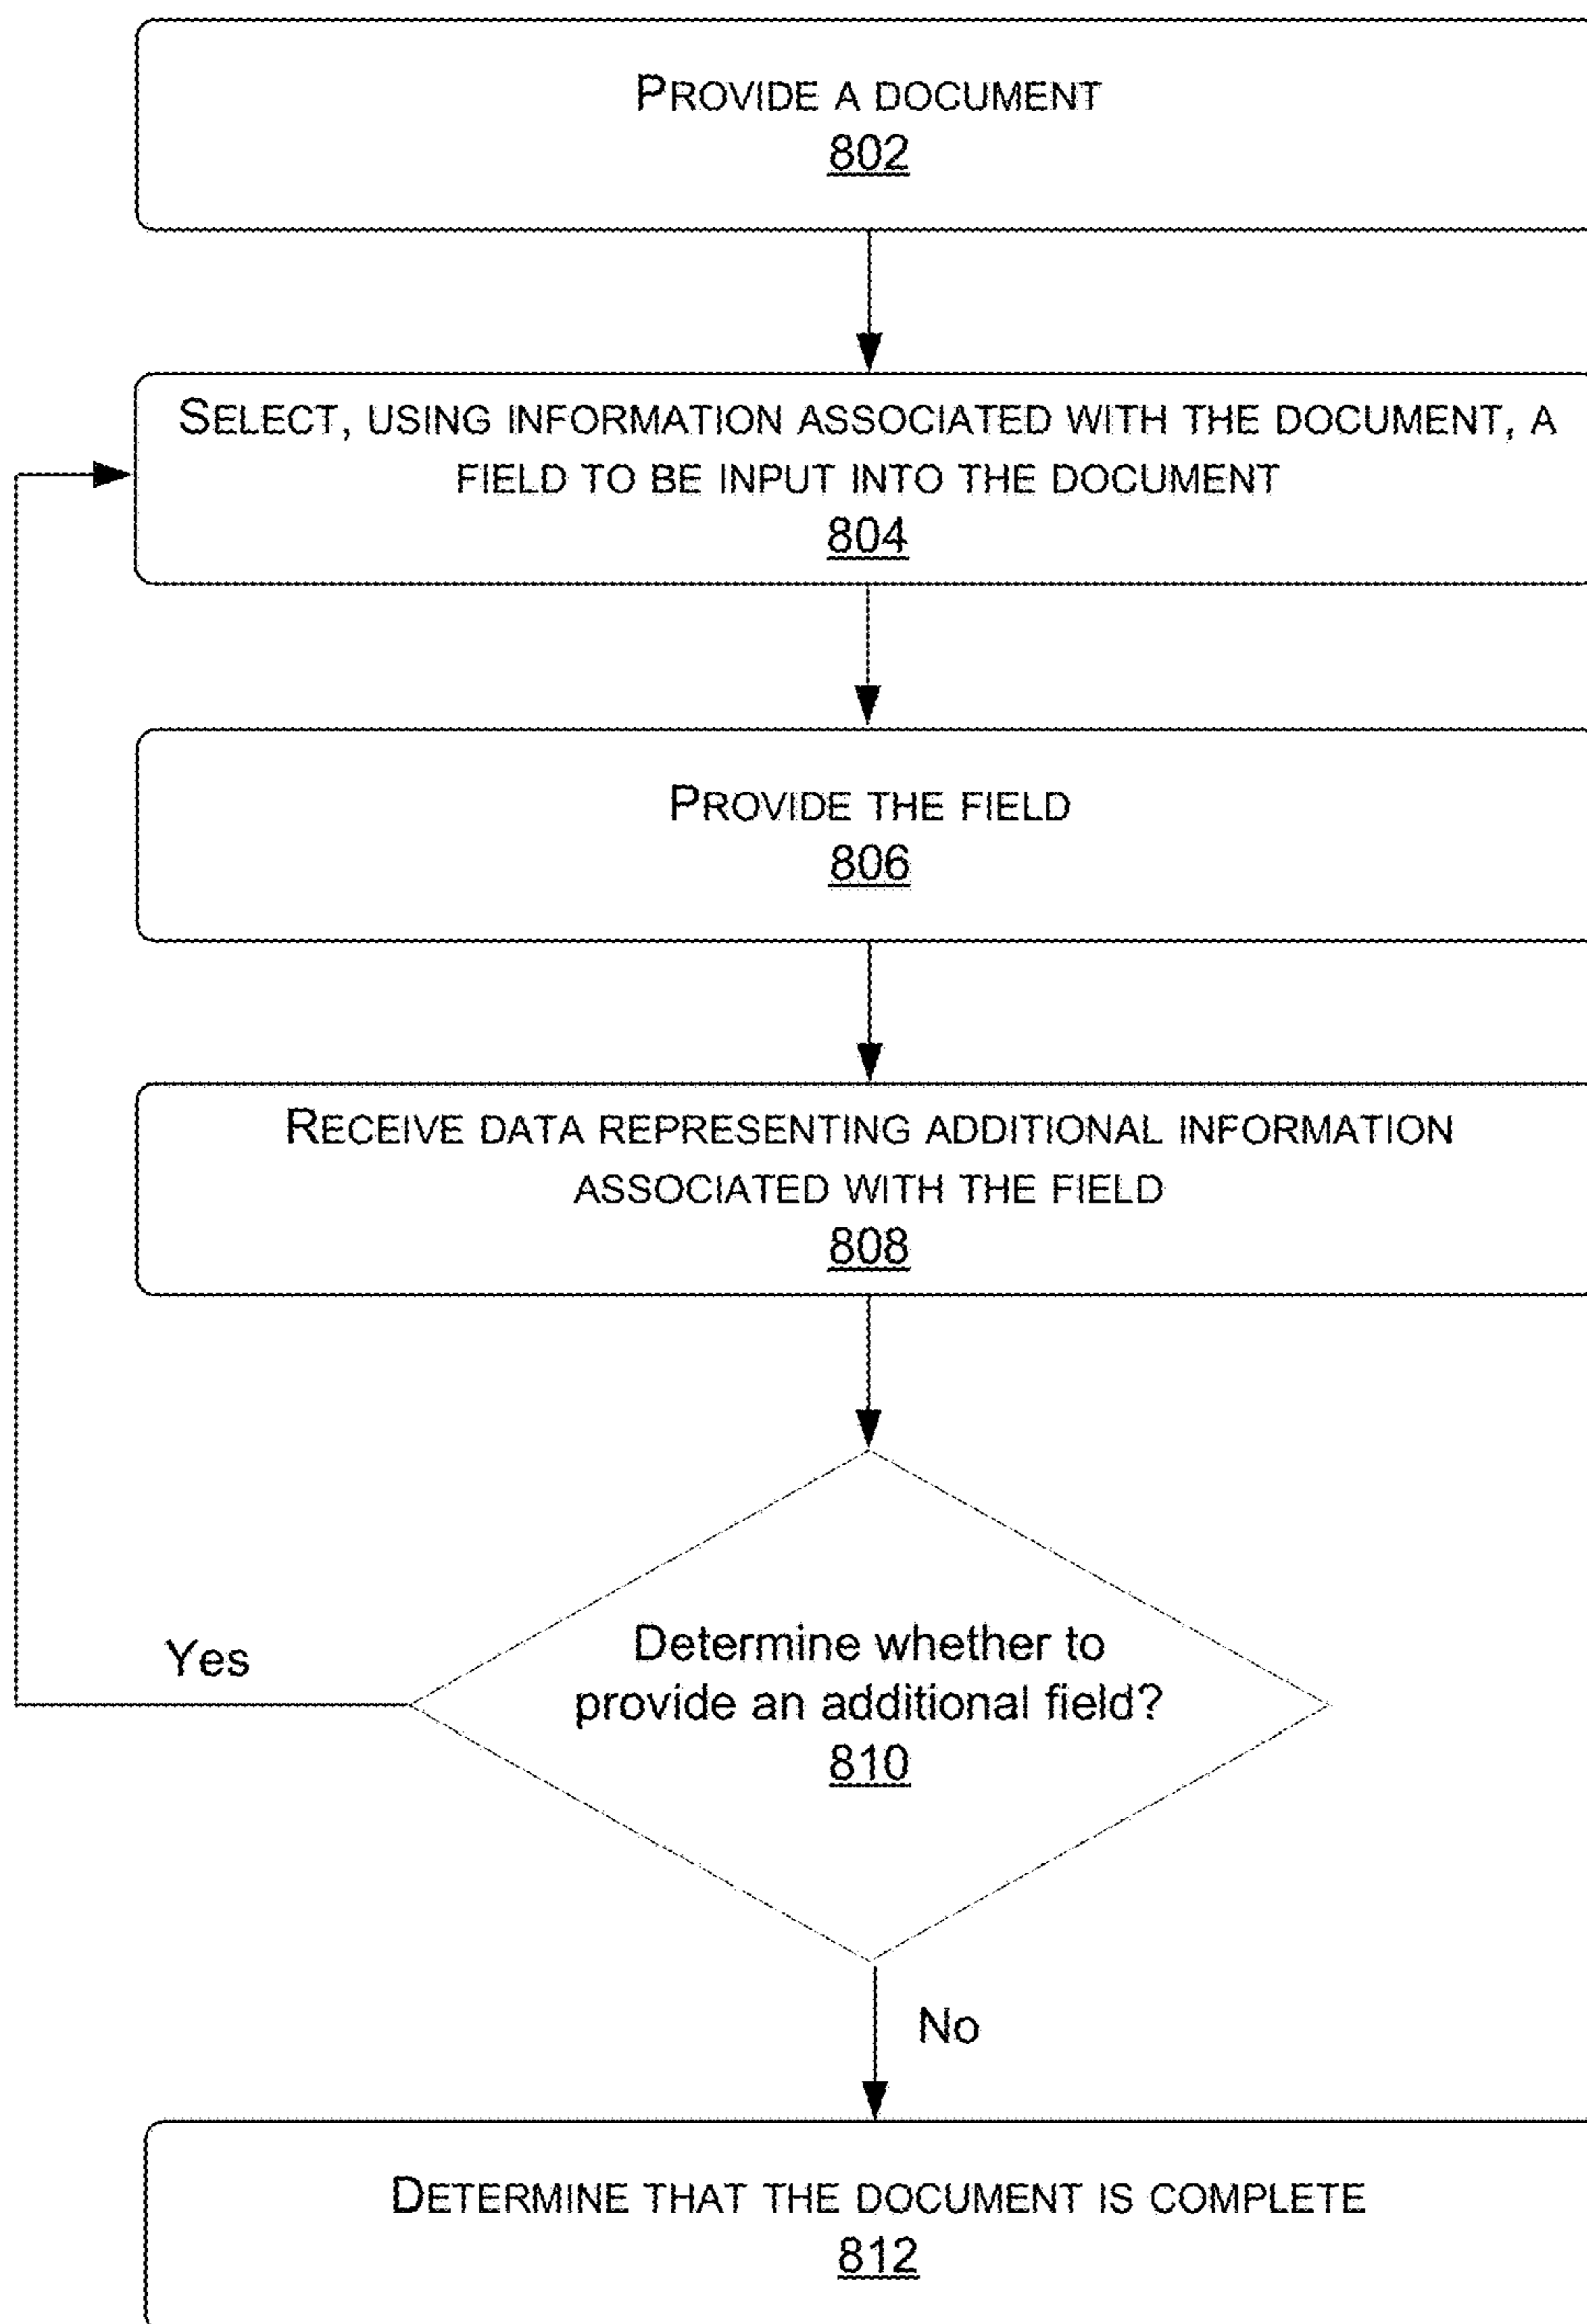 PROVIDE A DOCUMENT
802
SELECT, USING INFORMATION ASSOCIATED WITH THE DOCUMENT, A
FIELD TO BE INPUT INTO THE DOCUMENT
804
PROVIDE THE FIELD
806
RECEIVE DATA REPRESENTING ADDITIONAL INFORMATION
ASSOCIATED WITH THE FIELD
808
Yes
Determine whether to
provide an additional field?
810
No
DETERMINE THAT THE DOCUMENT IS COMPLETE
812